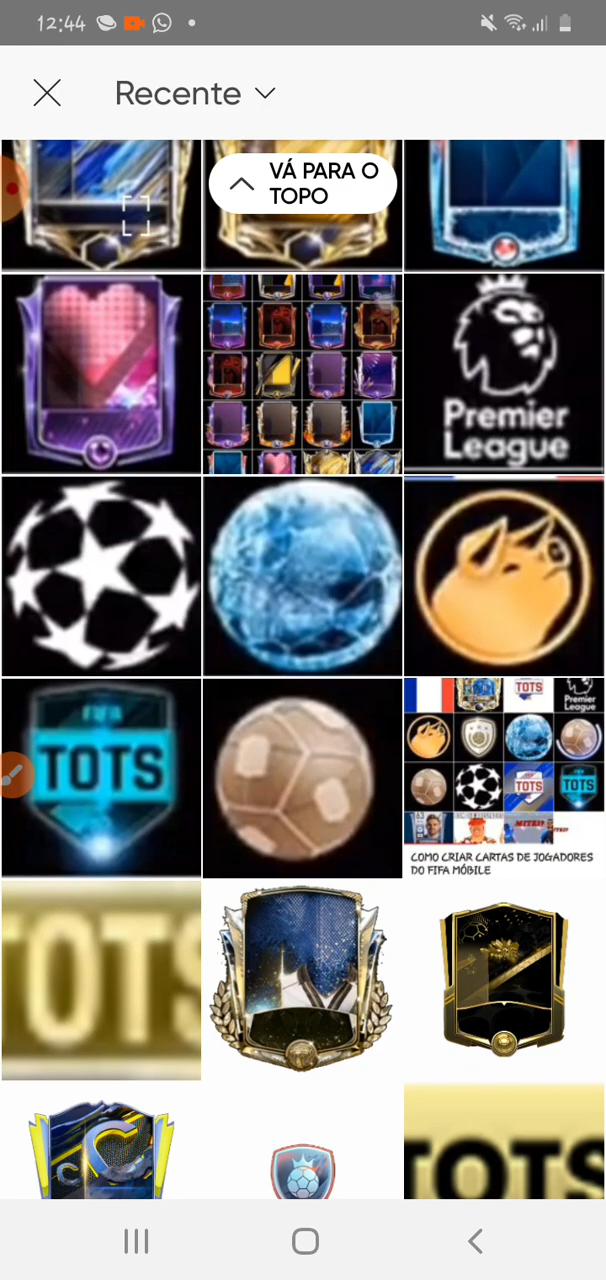 12:44
Recente
VÁ PARA O
TOPO
Premier
League
FIFA
TOTS
TOTS
Premier
League
TOTS
TOTS
COMO CRIAR CARTAS DE JOGADORES
DO FIFA MÓBILE
TOTS
TOTS